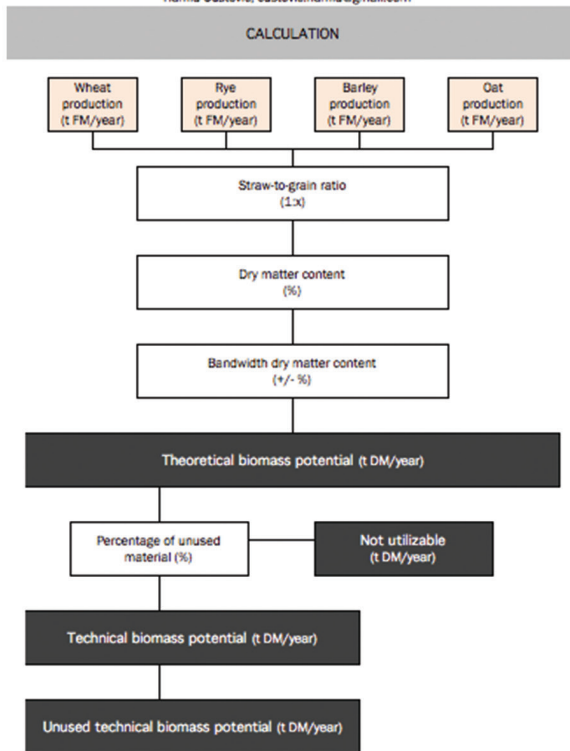 CALCULATION
Wheat
production
(t FM/year)
Rye
production
(t FM/year)
Barley
production
(t FM/year)
Oat
production
(t FM/year)
Straw-to-grain ratio
(1:x)
Dry matter content
(%)
Bandwidth dry matter content
(+/- %)
Theoretical biomass potential (t DM/year)
Percentage of unused
material (%)
Not utilizable
(t DM/year)
Technical biomass potential (t DM/year)
Unused technical biomass potential (t DM/year)